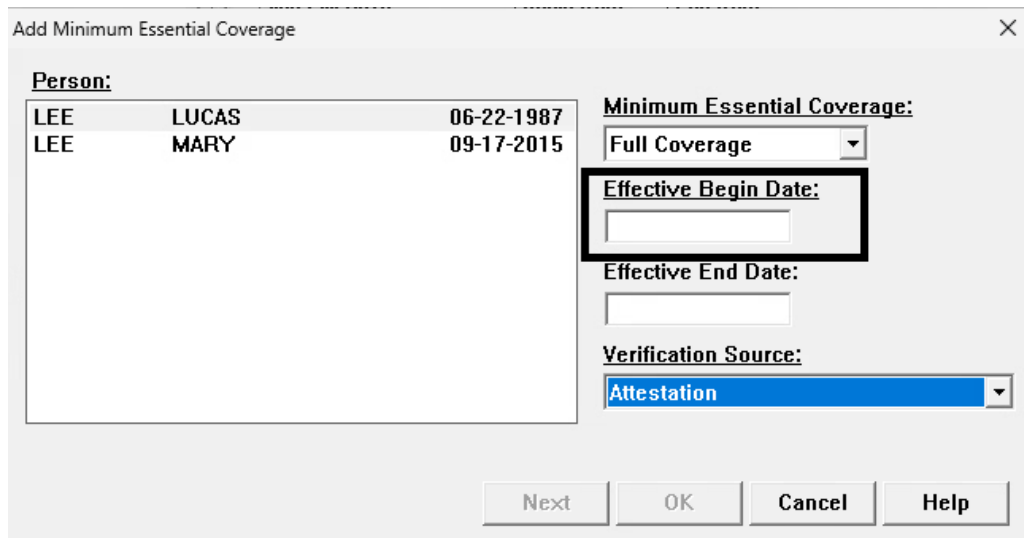 Add Minimum Essential Coverage
Person:
LEE LUCAS 06-22-1987
LEE MARY 09-17-2015
Minimum Essential Coverage:
Full Coverage
Effective Begin Date:
Effective End Date:
Verification Source:
Attestation
Next OK Cancel Help